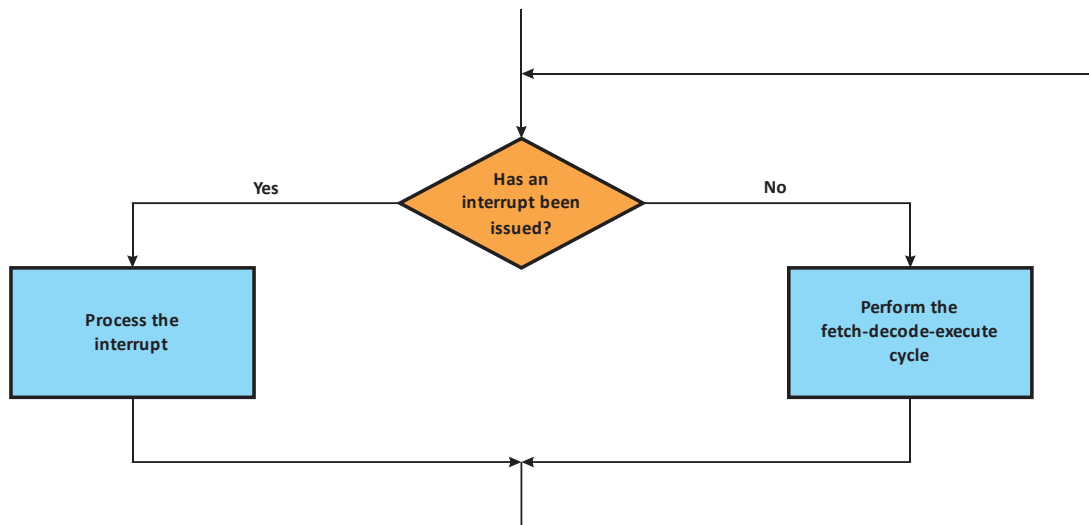 Has an
interrupt been
issued?
Yes
No
Process the
interrupt
Perform the
fetch-decode-execute
cycle